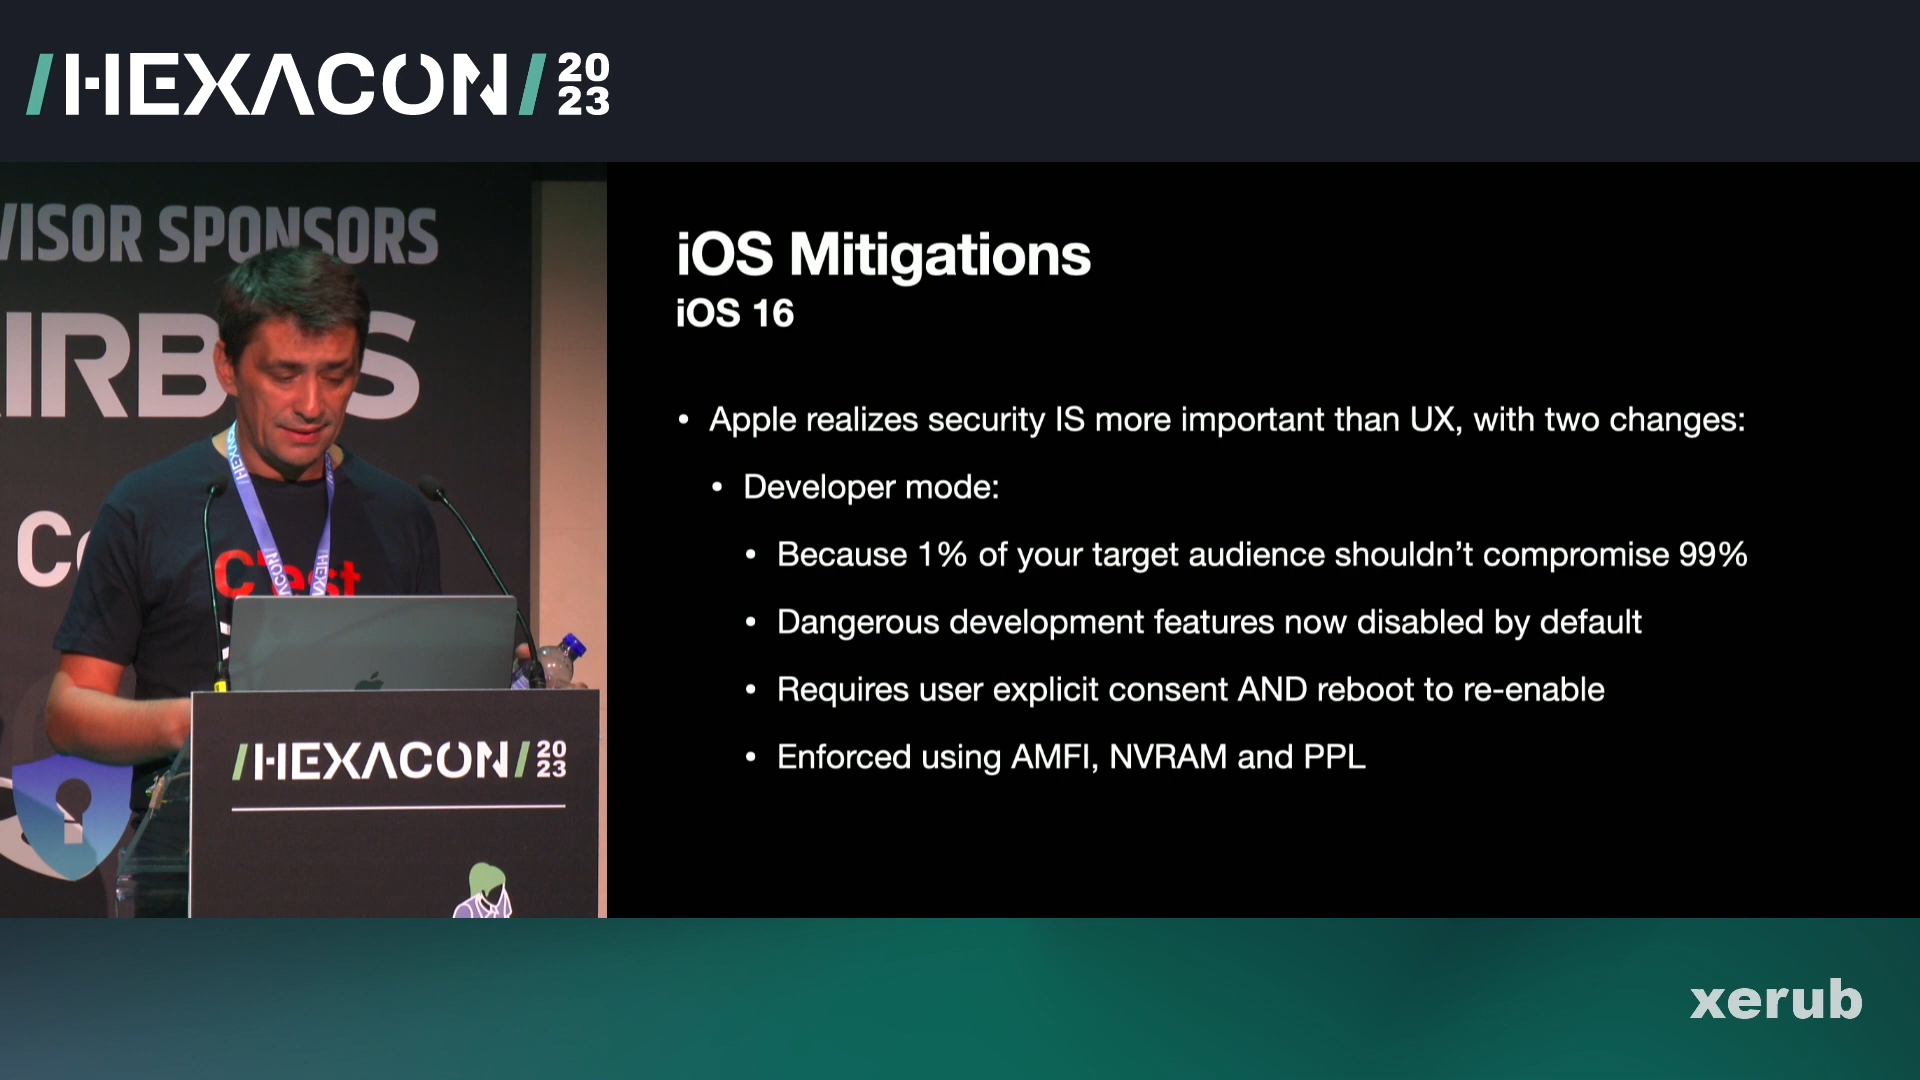 /HEXACON/ 20
23
VISOR SPONSORS
C'est
/HEXACON/ 20
23
iOS Mitigations
iOS 16
• Apple realizes security IS more important than UX, with two changes:
• Developer mode:
• Because 1% of your target audience shouldn’t compromise 99%
• Dangerous development features now disabled by default
• Requires user explicit consent AND reboot to re-enable
• Enforced using AMFI, NVRAM and PPL
xerub